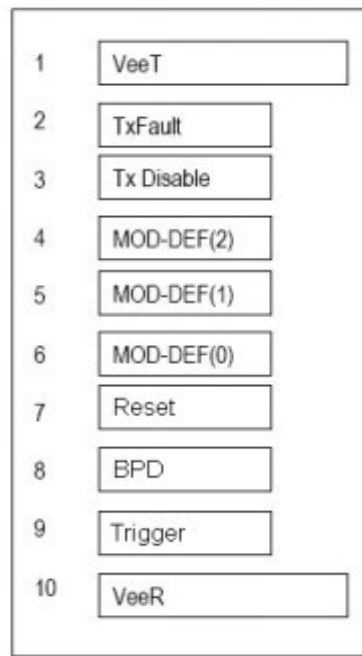 1 VeeT
2 TxFault
3 Tx Disable
4 MOD-DEF(2)
5 MOD-DEF(1)
6 MOD-DEF(0)
7 Reset
8 BPD
9 Trigger
10 VeeR